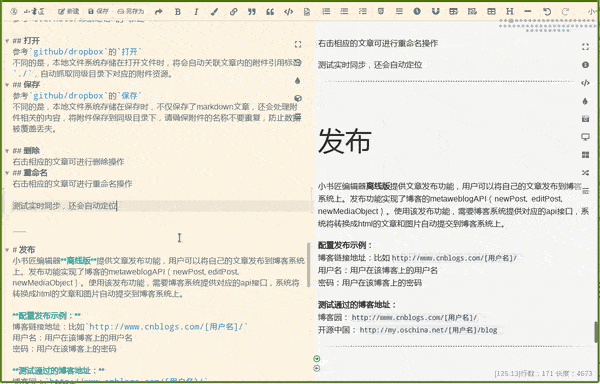 小書匠 新建 保存 另存为
## 打开
参考`github/dropbox`的`打开`
不同的是，本地文件系统存储在打开文件时，将会自动关联文章内的附件引用标
`./`，自动抓取同级目录下对应的附件资源。
## 保存
参考`github/dropbox`的`保存`
不同的是，本地文件系统存储在保存时，不仅保存了markdown文章，还会处理附
件相关的内容，将附件保存到同级目录下，请确保附件的名称不要重复，防止数据
被覆盖丢失。
## 删除
右击相应的文章可进行删除操作
## 重命名
右击相应的文章可进行重命名操作
测试实时同步，还会自动定位
——
# 发布
小书匠编辑器**离线版**提供文章发布功能，用户可以将自己的文章发布到博客系统
上。发布功能实现了博客的metaweblogAPI（newPost, editPost,
newMediaObject）。使用该发布功能，需要博客系统提供对应的api接口，系统
将转换成html的文章和图片自动提交到博客系统上。
**配置发布示例：**
博客链接地址：比如`http://www.cnblogs.com/[用户名]/`
用户名：用户在该博客上的用户名
密码：用户在该博客上的密码
**测试通过的博客地址：**
博客园：`http://www.cnblogs.com/[用户名]/`
右击相应的文章可进行重命名操作
测试实时同步，还会自动定位
发布
小书匠编辑器离线版提供文章发布功能，用户可以将自己的文章发布到博客
系统上。发布功能实现了博客的metaweblogAPI（newPost, editPost,
newMediaObject）。使用该发布功能，需要博客系统提供对应的api接口，系
统将转换成html的文章和图片自动提交到博客系统上。
配置发布示例：
博客链接地址：比如 http://www.cnblogs.com/[用户名]/
用户名：用户在该博客上的用户名
密码：用户在该博客上的密码
测试通过的博客地址：
博客园： http://www.cnblogs.com/[用户名]/
开源中国： http://my.oschina.net/[用户名]/blog
[125:13]行数：171 长度：4673